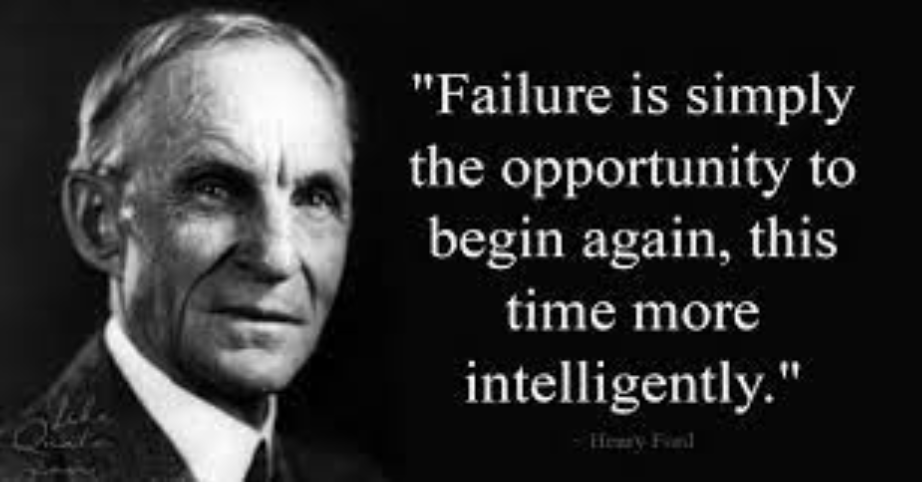 "Failure is simply
the opportunity to
begin again, this
time more
intelligently."
~ Henry Ford